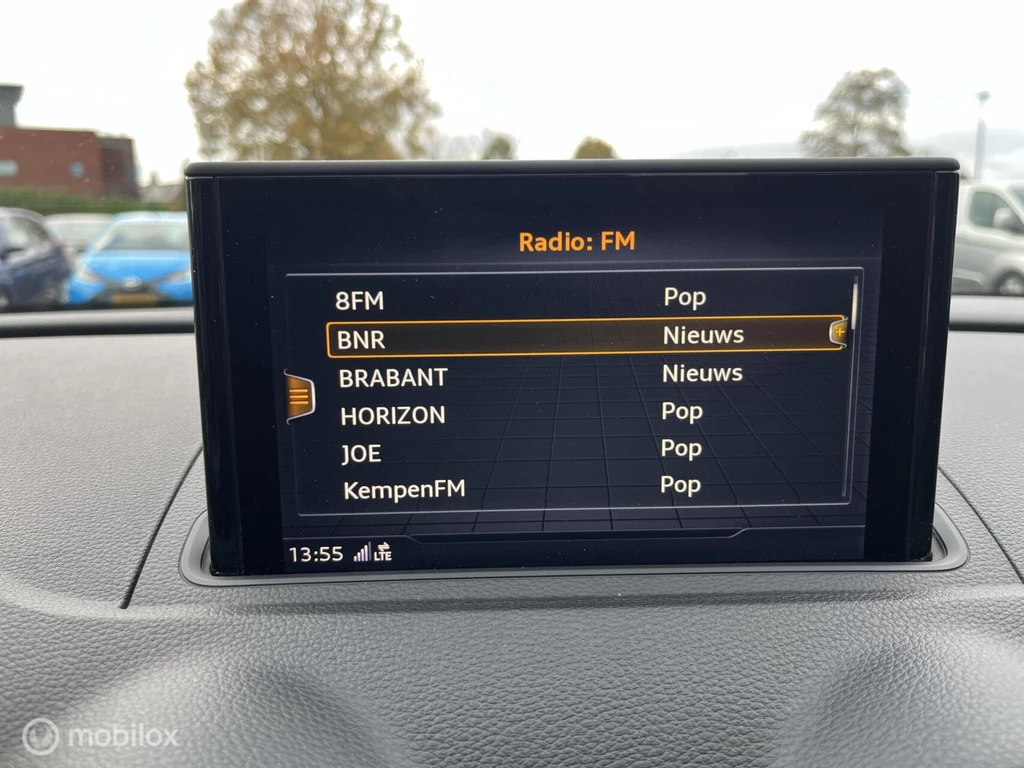 Radio: FM
8FM Pop
BNR Nieuws
BRABANT Nieuws
HORIZON Pop
JOE Pop
KempenFM Pop
13:55 LTE
mobilox